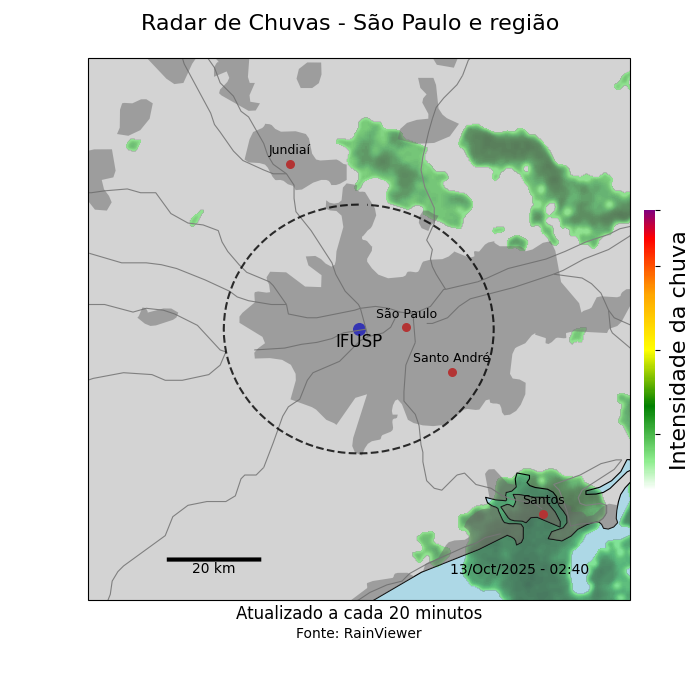 Radar de Chuvas - São Paulo e região
Jundiaí
São Paulo
IFUSP
Santo André
Santos
20 km
13/Oct/2025 - 02:40
Intensidade da chuva
Atualizado a cada 20 minutos
Fonte: RainViewer